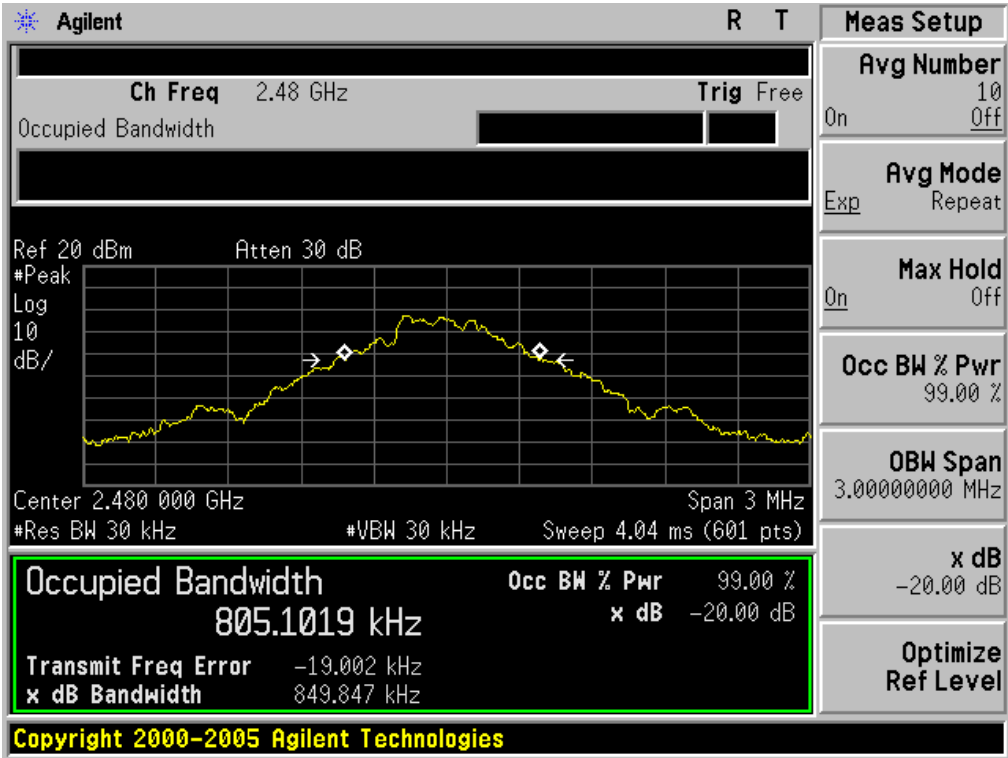 Agilent R T
Ch Freq 2.48 GHz Trig Free
Occupied Bandwidth
Ref 20 dBm Atten 30 dB
#Peak
Log
10
dB/
Center 2.480 000 GHz Span 3 MHz
#Res BW 30 kHz #VBW 30 kHz Sweep 4.04 ms (601 pts)
Occupied Bandwidth Occ BW % Pwr 99.00 %
805.1019 kHz x dB -20.00 dB
Transmit Freq Error -19.002 kHz
x dB Bandwidth 849.847 kHz
Copyright 2000-2005 Agilent Technologies
Meas Setup
Avg Number
10
On Off
Avg Mode
Exp Repeat
Max Hold
On Off
Occ BW % Pwr
99.00 %
OBW Span
3.00000000 MHz
x dB
-20.00 dB
Optimize
Ref Level